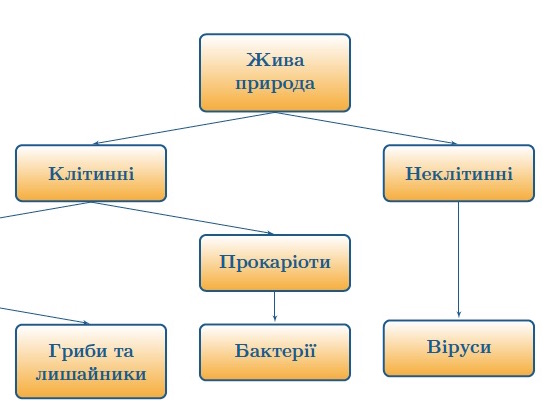 Жива
природа
Клітинні
Неклітинні
Прокаріоти
Гриби та
лишайники
Бактерії
Віруси